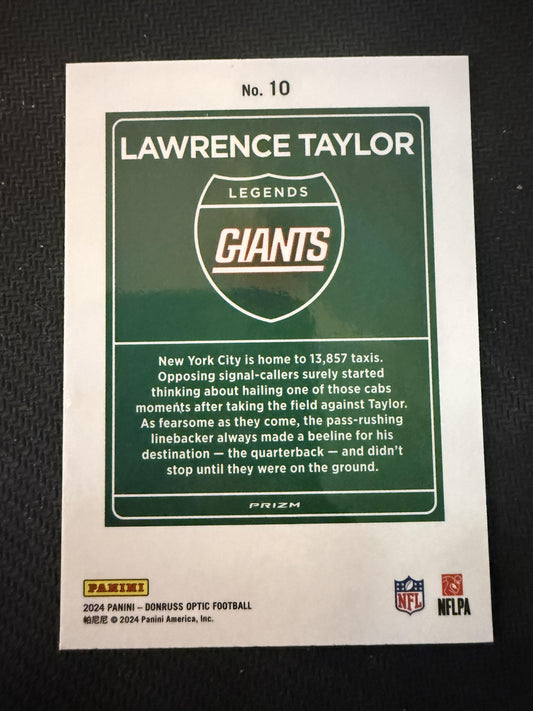 No. 10
LAWRENCE TAYLOR
LEGENDS
GIANTS
New York City is home to 13,857 taxis.
Opposing signal-callers surely started
thinking about hailing one of those cabs
moments after taking the field against Taylor.
As fearsome as they come, the pass-rushing
linebacker always made a beeline for his
destination — the quarterback — and didn't
stop until they were on the ground.
PRIZM
PANINI
2024 PANINI – DONRUSS OPTIC FOOTBALL
帕尼尼 © 2024 Panini America, Inc.
NFL
NFLPA